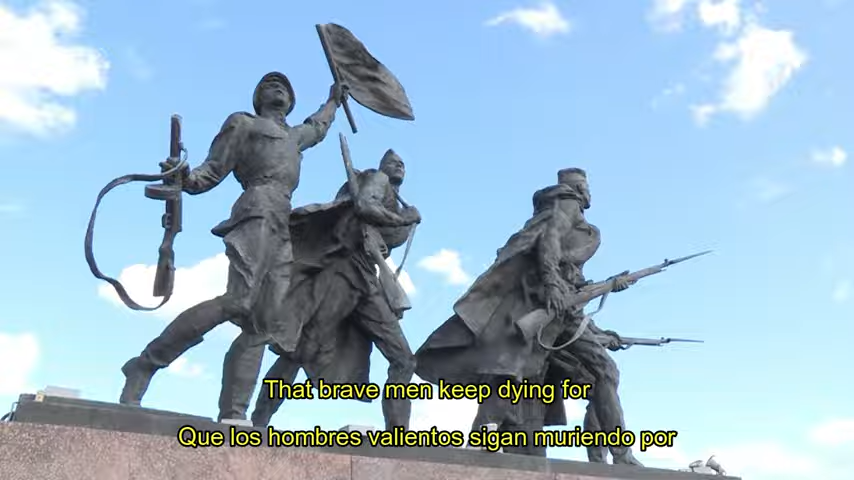 That brave men keep dying for
Que los hombres valientos sigan muriendo por